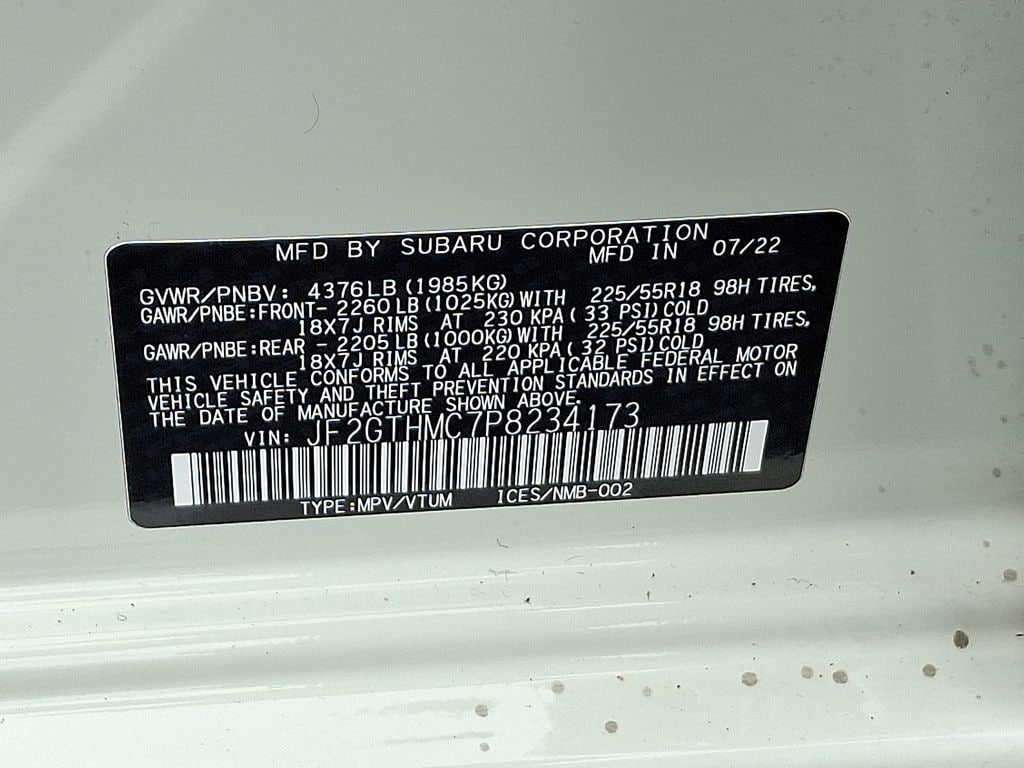 MFD BY SUBARU CORPORATION
MFD IN 07/22
GVWR/PNBV: 4376LB(1985KG)
GAWR/PNBE:FRONT- 2260LB(1025KG)WITH 225/55R18 98H TIRES,
18X7J RIMS AT 230 KPA(33 PSI)COLD
GAWR/PNBE:REAR - 2205LB(1000KG)WITH 225/55R18 98H TIRES,
18X7J RIMS AT 220 KPA(32 PSI)COLD
THIS VEHICLE CONFORMS TO ALL APPLICABLE FEDERAL MOTOR
VEHICLE SAFETY AND THEFT PREVENTION STANDARDS IN EFFECT ON
THE DATE OF MANUFACTURE SHOWN ABOVE.
VIN: JF2GTHMC7P8234173
TYPE:MPV/VTUM ICES/NMB-002